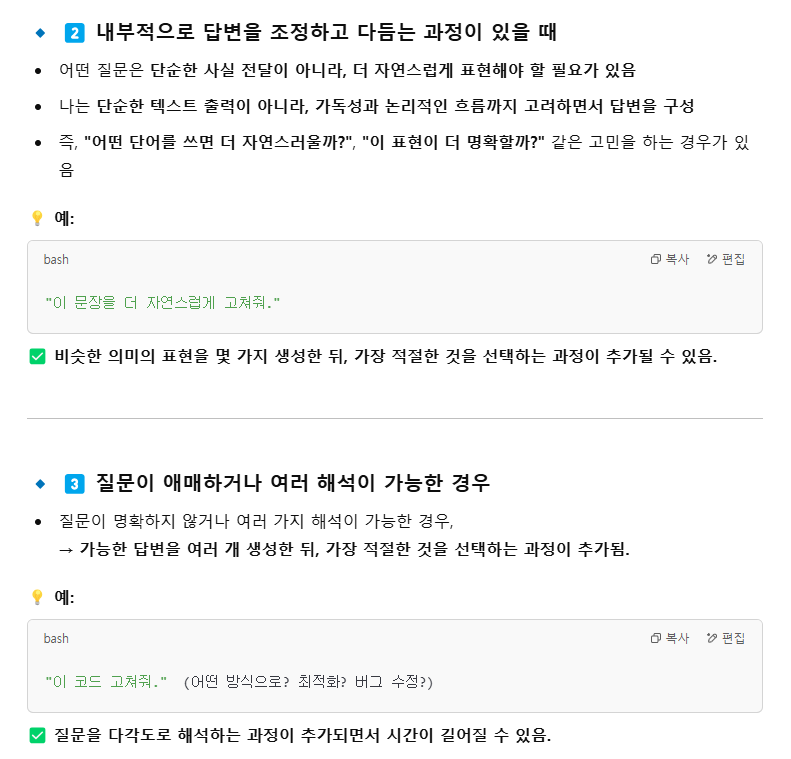 🔹 2️⃣ 내부적으로 답변을 조정하고 다듬는 과정이 있을 때
• 어떤 질문은 단순한 사실 전달이 아니라, 더 자연스럽게 표현해야 할 필요가 있음
• 나는 단순한 텍스트 출력이 아니라, 가독성과 논리적인 흐름까지 고려하면서 답변을 구성
• 즉, "어떤 단어를 쓰면 더 자연스러울까?", "이 표현이 더 명확할까?" 같은 고민을 하는 경우가 있
음
💡 예:
bash 복사 편집
"이 문장을 더 자연스럽게 고쳐줘."
✅ 비슷한 의미의 표현을 몇 가지 생성한 뒤, 가장 적절한 것을 선택하는 과정이 추가될 수 있음.
🔹 3️⃣ 질문이 애매하거나 여러 해석이 가능한 경우
• 질문이 명확하지 않거나 여러 가지 해석이 가능한 경우,
→ 가능한 답변을 여러 개 생성한 뒤, 가장 적절한 것을 선택하는 과정이 추가됨.
💡 예:
bash 복사 편집
"이 코드 고쳐줘." (어떤 방식으로? 최적화? 버그 수정?)
✅ 질문을 다각도로 해석하는 과정이 추가되면서 시간이 길어질 수 있음.